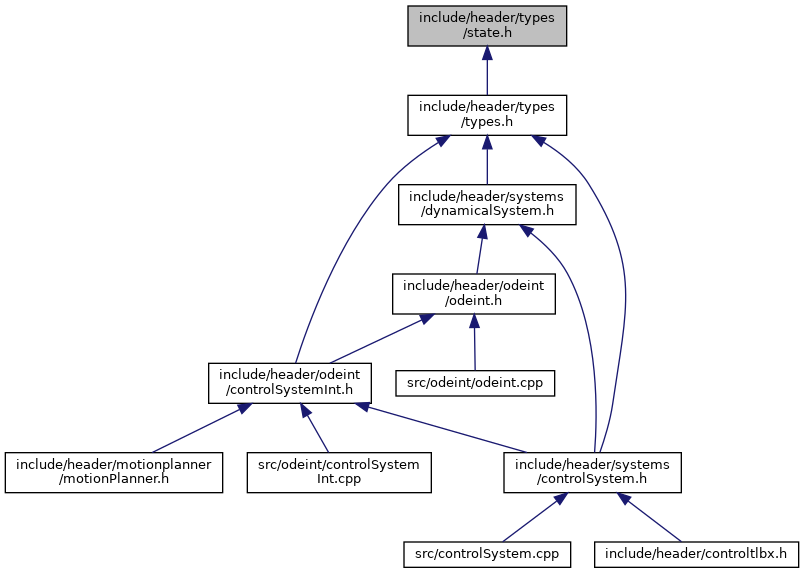 include/header/types
/state.h
include/header/types
/types.h
include/header/systems
/dynamicalSystem.h
include/header/odeint
/odeint.h
include/header/odeint
/controlSystemInt.h
src/odeint/odeint.cpp
include/header/motionplanner
/motionPlanner.h
src/odeint/controlSystem
Int.cpp
include/header/systems
/controlSystem.h
src/controlSystem.cpp
include/header/controltlbx.h